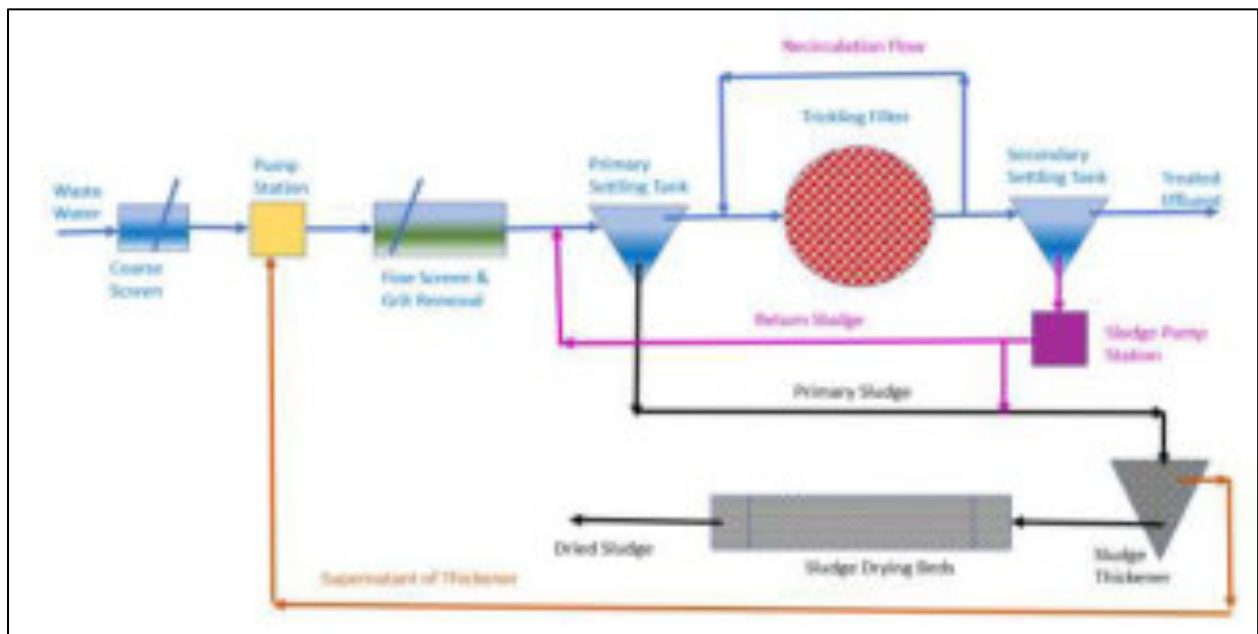 Recirculation Flow
Trickling Filter
Pump
Station
Primary
Settling Tank
Secondary
Settling Tank
Waste
Water
Treated
Effluent
Coarse
Screen
Fine Screen &
Grit Removal
Return Sludge
Sludge Pump
Station
Primary Sludge
Dried Sludge
Sludge Drying Beds
Sludge
Thickener
Supernatant of Thickener